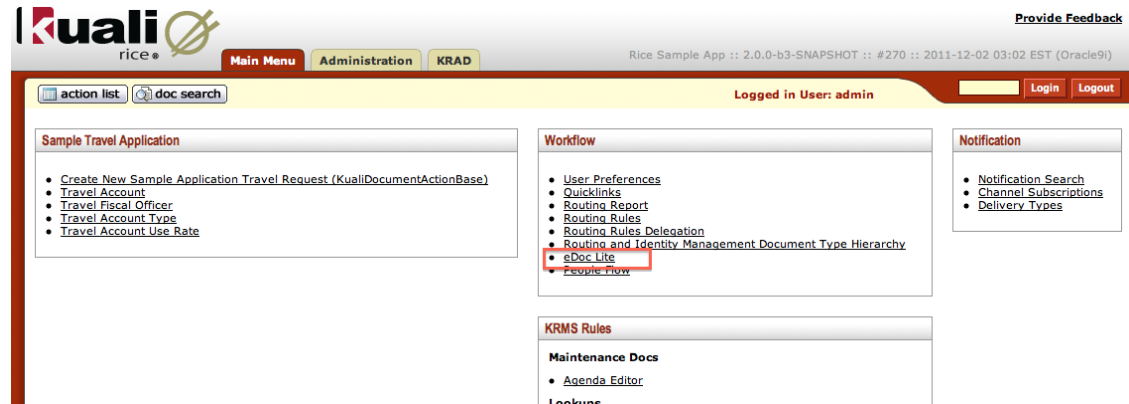 Provide Feedback
kuali
rice
Main Menu Administration KRAD
Rice Sample App :: 2.0.0-b3-SNAPSHOT :: #270 :: 2011-12-02 03:02 EST (Oracle9i)
action list doc search
Logged in User: admin
Login Logout
Sample Travel Application
Create New Sample Application Travel Request (KualiDocumentActionBase)
Travel Account
Travel Fiscal Officer
Travel Account Type
Travel Account Use Rate
Workflow
User Preferences
Quicklinks
Routing Report
Routing Rules
Routing Rules Delegation
Routing and Identity Management Document Type Hierarchy
eDoc Lite
People Flow
Notification
Notification Search
Channel Subscriptions
Delivery Types
KRMS Rules
Maintenance Docs
Agenda Editor
Lookups